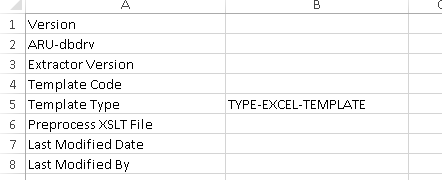 A B C
1 Version
2 ARU-dbdrv
3 Extractor Version
4 Template Code
5 Template Type TYPE-EXCEL-TEMPLATE
6 Preprocess XSLT File
7 Last Modified Date
8 Last Modified By